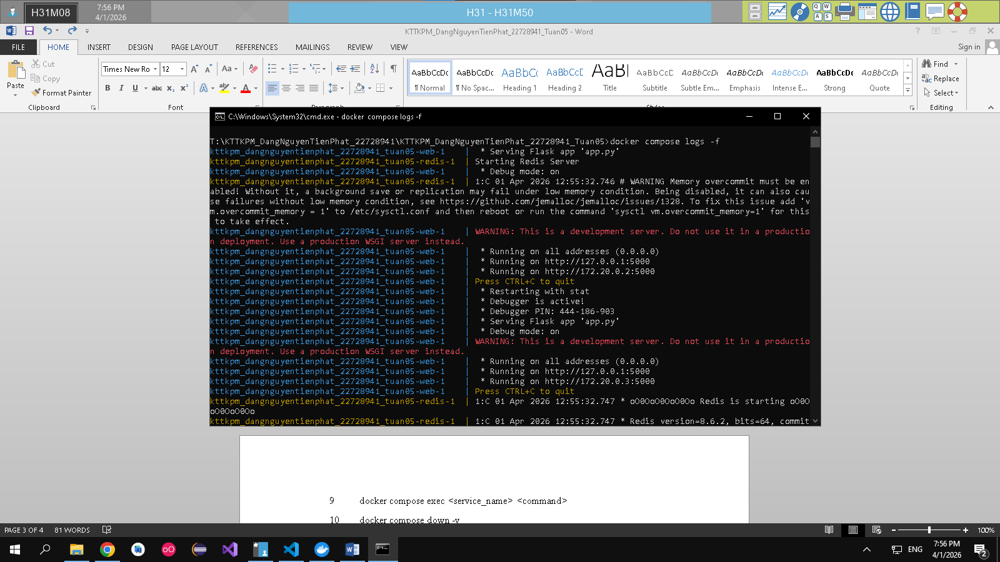 H31M08
7:56 PM
4/1/2026
H31 - H31M50
Q W
A S
KTTKPM_DangNguyenTienPhat_22728941_Tuan05 - Word
FILE HOME INSERT DESIGN PAGE LAYOUT REFERENCES MAILINGS REVIEW VIEW Sign in
Paste
Cut
Copy
Format Painter
Clipboard
Times New Ro 12
Font
AaBbCcDc AaBbCcDc AaBbCc AaBbCcD AaBl AaBbCcD AaBbCcDc AaBbCcDc AaBbCcDc AaBbCcDc AaBbCcDc
¶ Normal ¶ No Spac... Heading 1 Heading 2 Title Subtitle Subtle Em... Emphasis Intense E... Strong Quote
Find
Replace
Select
Editing
C:\Windows\System32\cmd.exe - docker  compose logs -f
T:\KTTKPM_DangNguyenTienPhat_22728941\KTTKPM_DangNguyenTienPhat_22728941_Tuan05>docker compose logs -f
kttkpm_dangnguyentienphat_22728941_tuan05-web-1    |  * Serving Flask app 'app.py'
kttkpm_dangnguyentienphat_22728941_tuan05-redis-1  | Starting Redis Server
kttkpm_dangnguyentienphat_22728941_tuan05-web-1    |  * Debug mode: on
kttkpm_dangnguyentienphat_22728941_tuan05-redis-1  | 1:C 01 Apr 2026 12:55:32.746 # WARNING Memory overcommit must be en
abled! Without it, a background save or replication may fail under low memory condition. Being disabled, it can also cau
se failures without low memory condition, see https://github.com/jemalloc/jemalloc/issues/1328. To fix this issue add 'v
m.overcommit_memory = 1' to /etc/sysctl.conf and then reboot or run the command 'sysctl vm.overcommit_memory=1' for this
 to take effect.
kttkpm_dangnguyentienphat_22728941_tuan05-web-1    | WARNING: This is a development server. Do not use it in a productio
n deployment. Use a production WSGI server instead.
kttkpm_dangnguyentienphat_22728941_tuan05-web-1    |  * Running on all addresses (0.0.0.0)
kttkpm_dangnguyentienphat_22728941_tuan05-web-1    |  * Running on http://127.0.0.1:5000
kttkpm_dangnguyentienphat_22728941_tuan05-web-1    |  * Running on http://172.20.0.2:5000
kttkpm_dangnguyentienphat_22728941_tuan05-web-1    | Press CTRL+C to quit
kttkpm_dangnguyentienphat_22728941_tuan05-web-1    |  * Restarting with stat
kttkpm_dangnguyentienphat_22728941_tuan05-web-1    |  * Debugger is active!
kttkpm_dangnguyentienphat_22728941_tuan05-web-1    |  * Debugger PIN: 444-186-903
kttkpm_dangnguyentienphat_22728941_tuan05-web-1    |  * Serving Flask app 'app.py'
kttkpm_dangnguyentienphat_22728941_tuan05-web-1    |  * Debug mode: on
kttkpm_dangnguyentienphat_22728941_tuan05-web-1    | WARNING: This is a development server. Do not use it in a productio
n deployment. Use a production WSGI server instead.
kttkpm_dangnguyentienphat_22728941_tuan05-web-1    |  * Running on all addresses (0.0.0.0)
kttkpm_dangnguyentienphat_22728941_tuan05-web-1    |  * Running on http://127.0.0.1:5000
kttkpm_dangnguyentienphat_22728941_tuan05-web-1    |  * Running on http://172.20.0.3:5000
kttkpm_dangnguyentienphat_22728941_tuan05-web-1    | Press CTRL+C to quit
kttkpm_dangnguyentienphat_22728941_tuan05-redis-1  | 1:C 01 Apr 2026 12:55:32.747 * oO0OoO0OoO0Oo Redis is starting oO0O
oO0OoO0Oo
kttkpm_dangnguyentienphat_22728941_tuan05-redis-1  | 1:C 01 Apr 2026 12:55:32.747 * Redis version=8.6.2, bits=64, commit
9 docker compose exec <service_name> <command>
10 docker compose down -v
PAGE 3 OF 4 81 WORDS 100%
ENG
7:56 PM
4/1/2026
2